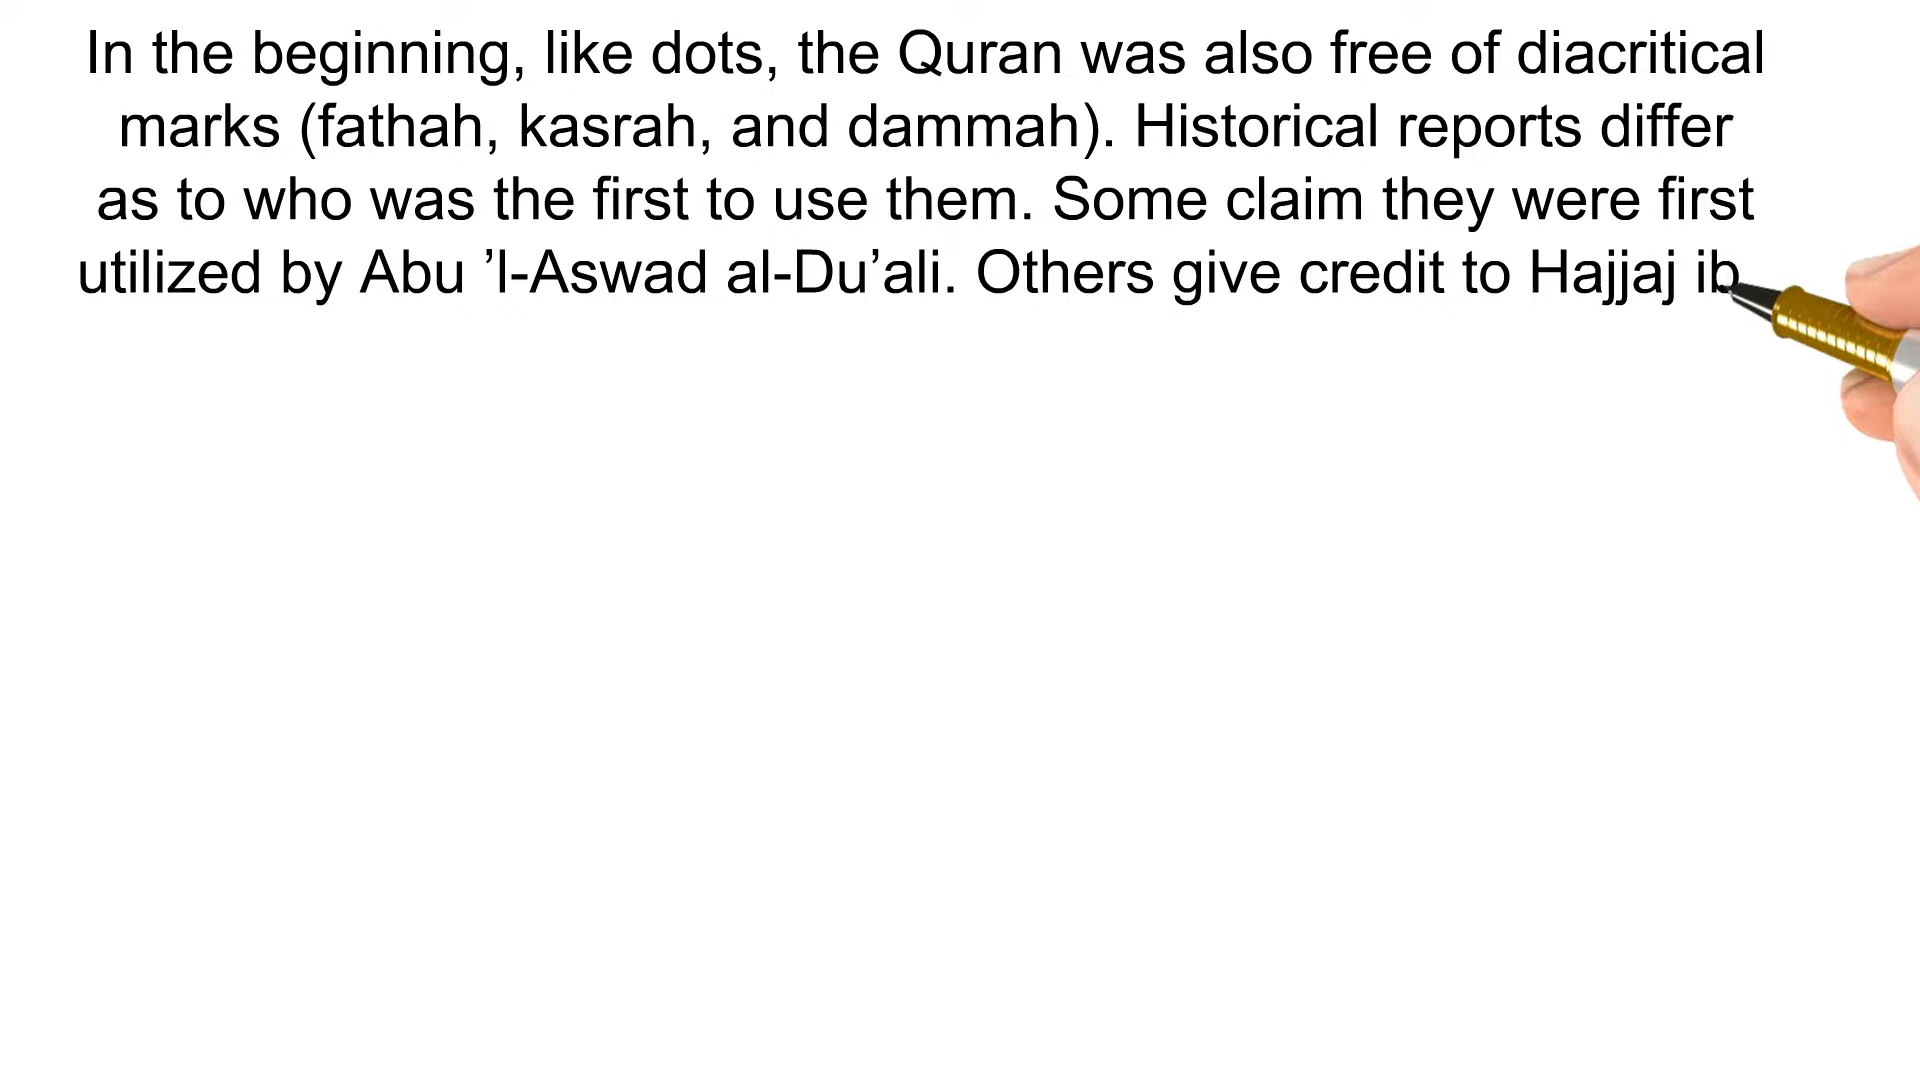 In the beginning, like dots, the Quran was also free of diacritical
marks (fathah, kasrah, and dammah). Historical reports differ
as to who was the first to use them. Some claim they were first
utilized by Abu ’l-Aswad al-Du’ali. Others give credit to Hajjaj ib